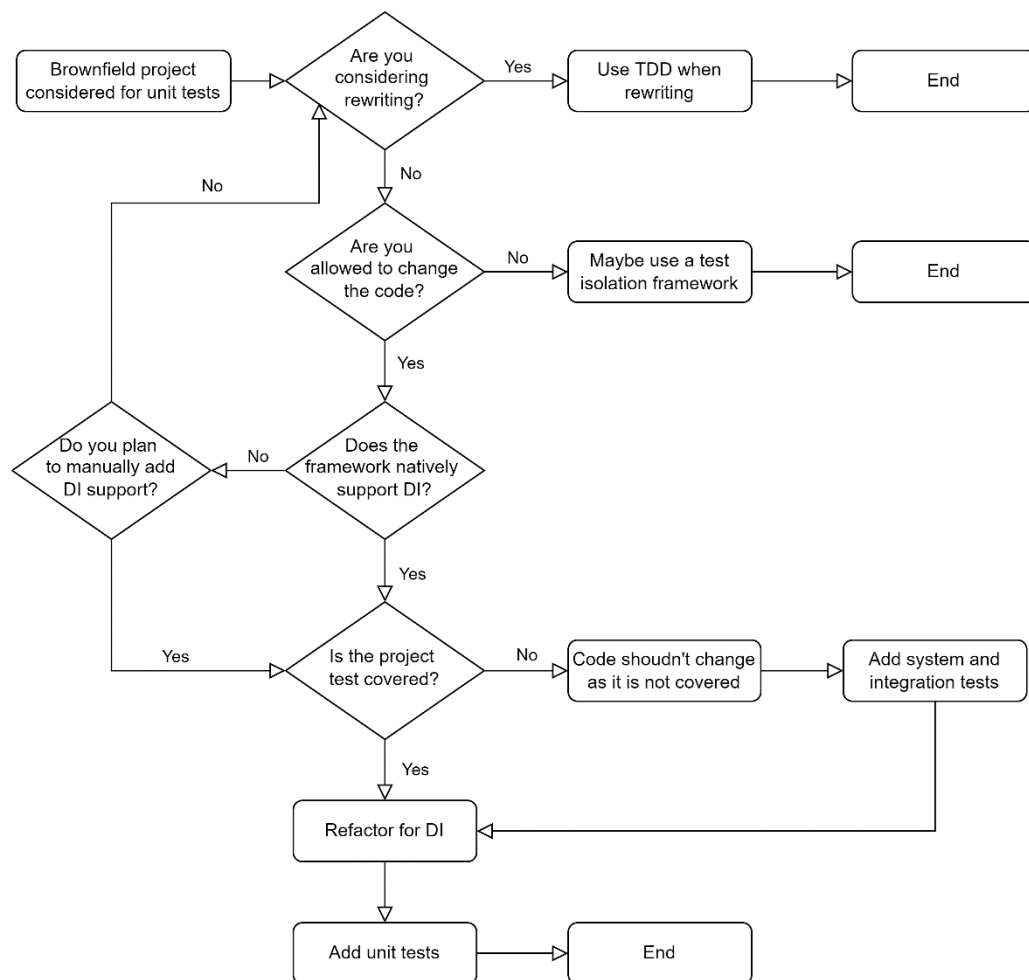 Brownfield project
considered for unit tests
Are you
considering
rewriting?
Yes
Use TDD when
rewriting
End
No
No
Are you
allowed to change
the code?
No
Maybe use a test
isolation framework
End
Yes
Do you plan
to manually add
DI support?
No
Does the
framework natively
support DI?
Yes
Yes
Is the project
test covered?
No
Code shoudn't change
as it is not covered
Add system and
integration tests
Yes
Refactor for DI
Add unit tests
End